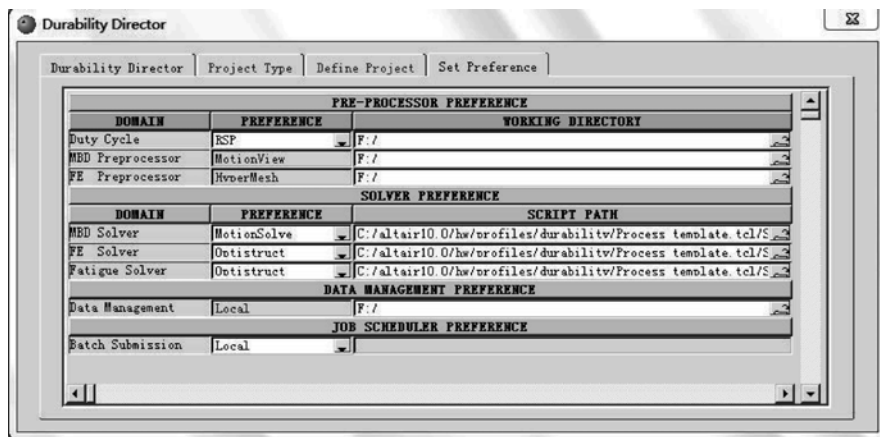 Durability Director
Durability Director Project Type Define Project Set Preference
PRE-PROCESSOR PREFERENCE
DOMAIN PREFERENCE WORKING DIRECTORY
Duty Cycle RSP F:/
MBD Preprocessor MotionView F:/
FE Preprocessor HyperMesh F:/
SOLVER PREFERENCE
DOMAIN PREFERENCE SCRIPT PATH
MBD Solver MotionSolve C:/altair10.0/hw/profiles/durability/Process template.tcl/S
FE Solver Optistruct C:/altair10.0/hw/profiles/durability/Process template.tcl/S
Fatigue Solver Optistruct C:/altair10.0/hw/profiles/durability/Process template.tcl/S
DATA MANAGEMENT PREFERENCE
Data Management Local F:/
JOB SCHEDULER PREFERENCE
Batch Submission Local